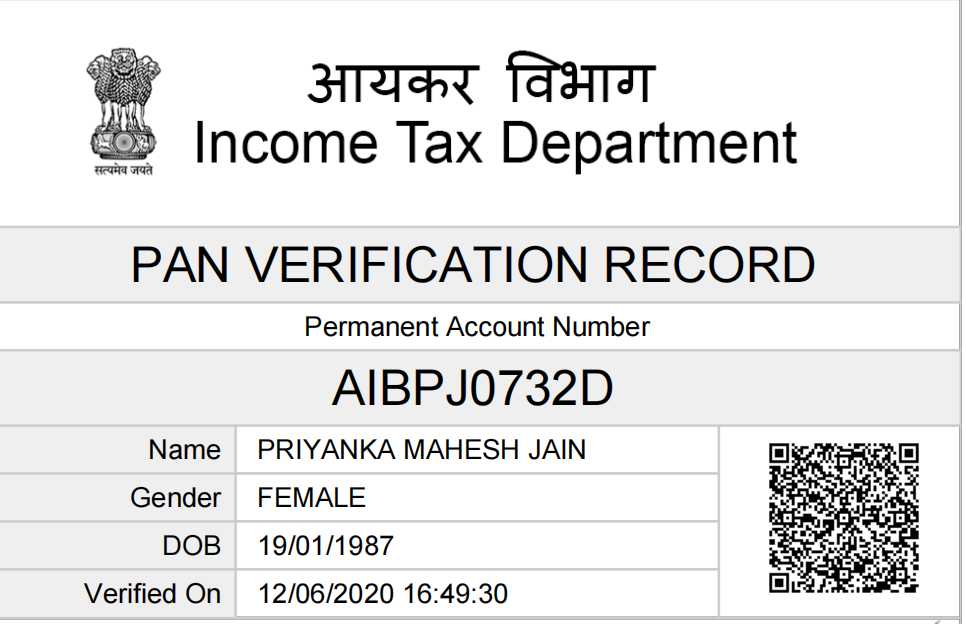 आयकर विभाग
Income Tax Department
सत्यमेव जयते
PAN VERIFICATION RECORD
Permanent Account Number
AIBPJ0732D
Name PRIYANKA MAHESH JAIN
Gender FEMALE
DOB 19/01/1987
Verified On 12/06/2020 16:49:30